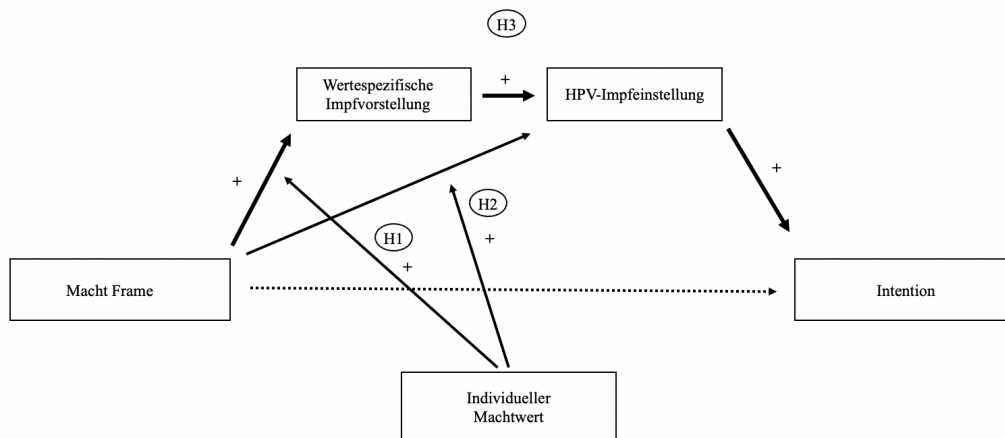 H3
Wertespezifische
Impfvorstellung
+
HPV-Impfeinstellung
+
+
H2
H1
+
+
Macht Frame
Intention
Individueller
Machtwert